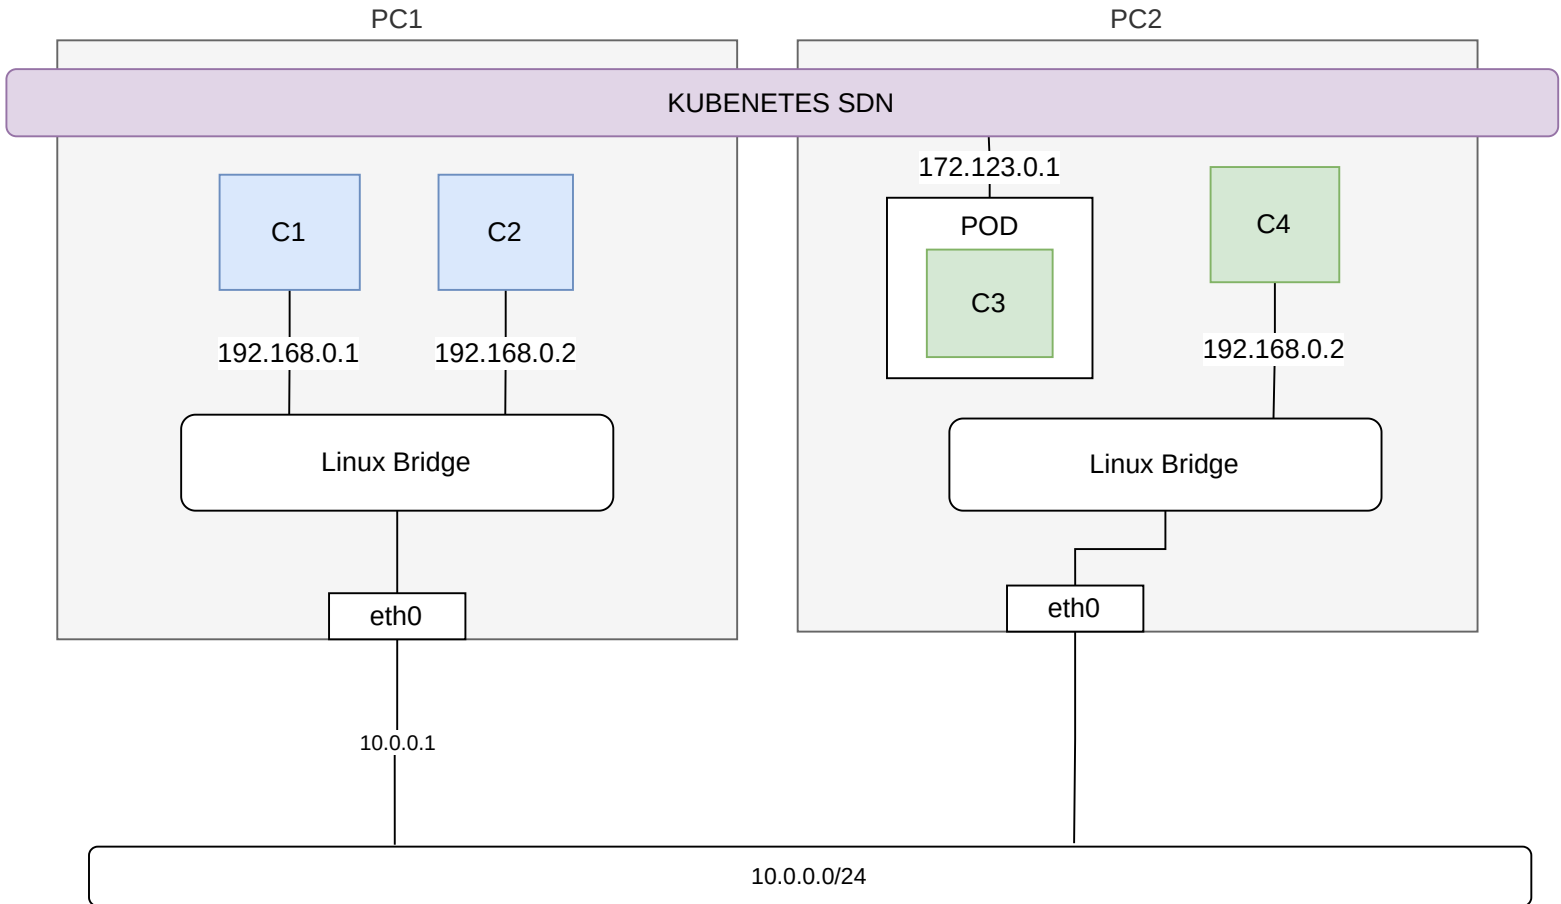 PC1
PC2
KUBENETES SDN
172.123.0.1
POD
C1
C2
C3
C4
192.168.0.1
192.168.0.2
192.168.0.2
Linux Bridge
Linux Bridge
eth0
eth0
10.0.0.1
10.0.0.0/24